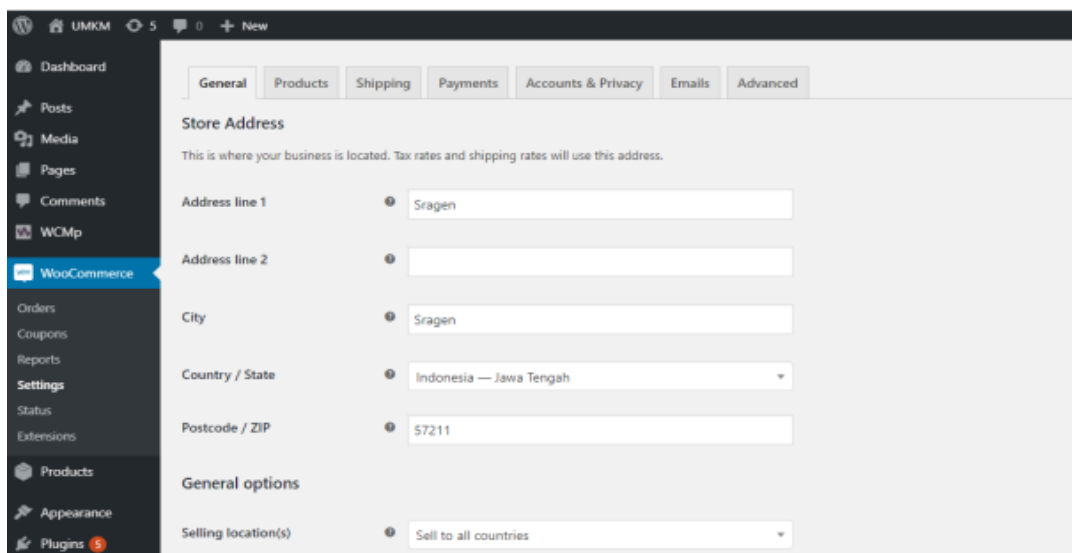 UMKM 5 0 + New
Dashboard
Posts
Media
Pages
Comments
WCMp
WooCommerce
Orders
Coupons
Reports
Settings
Status
Extensions
Products
Appearance
Plugins 5
General Products Shipping Payments Accounts & Privacy Emails Advanced
Store Address
This is where your business is located. Tax rates and shipping rates will use this address.
Address line 1 Sragen
Address line 2
City Sragen
Country / State Indonesia — Jawa Tengah
Postcode / ZIP 57211
General options
Selling location(s) Sell to all countries